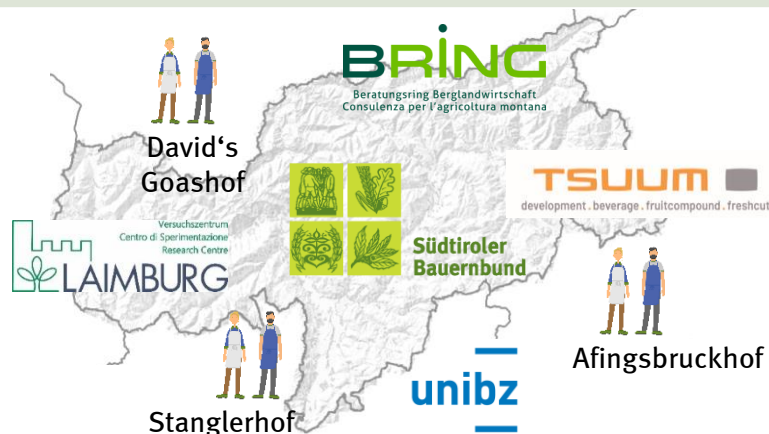 BRING
Beratungsring Berglandwirtschaft
Consulenza per l'agricoltura montana
David‘s
Goashof
TSUUM
development.beverage.fruitcompound.freshcut
Versuchszentrum
Centro di Sperimentazione
Research Centre
LAIMBURG
Südtiroler
Bauernbund
Afingsbruckhof
unibz
Stanglerhof